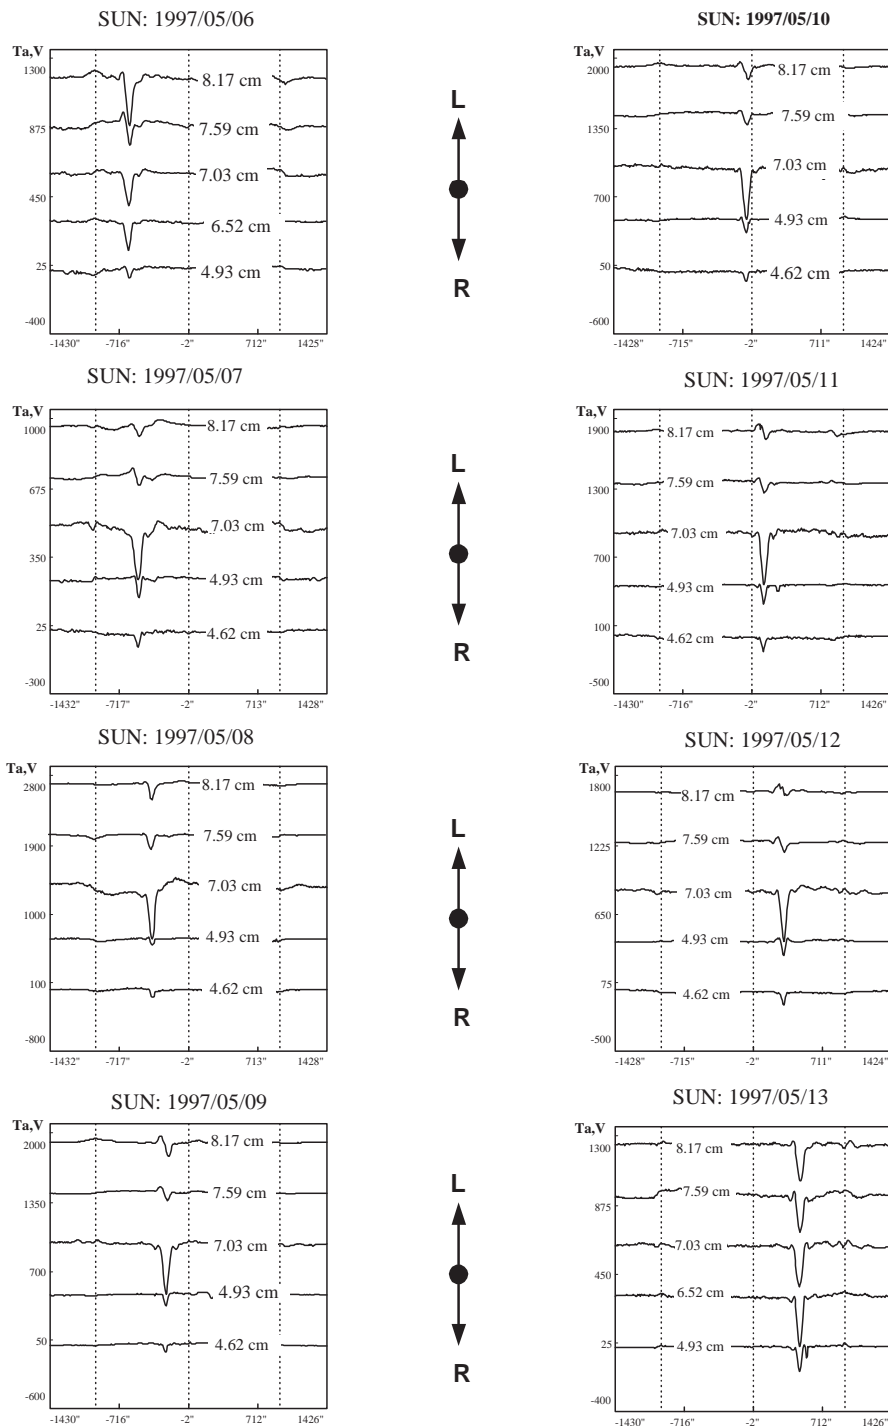 SUN: 1997/05/06
Ta,V
1300
875
450
25
-400
8.17 cm
7.59 cm
7.03 cm
6.52 cm
4.93 cm
-1430" -716" -2" 712" 1425"
L
R
SUN: 1997/05/10
Ta,V
2000
1350
700
50
-600
8.17 cm
7.59 cm
7.03 cm
4.93 cm
4.62 cm
-1428" -715" -2" 711" 1424"
SUN: 1997/05/07
Ta,V
1000
675
350
25
-300
8.17 cm
7.59 cm
7.03 cm
4.93 cm
4.62 cm
-1432" -717" -2" 713" 1428"
L
R
SUN: 1997/05/11
Ta,V
1900
1300
700
100
-500
8.17 cm
7.59 cm
7.03 cm
4.93 cm
4.62 cm
-1430" -716" -2" 712" 1426"
SUN: 1997/05/08
Ta,V
2800
1900
1000
100
-800
8.17 cm
7.59 cm
7.03 cm
4.93 cm
4.62 cm
-1432" -717" -2" 713" 1428"
L
R
SUN: 1997/05/12
Ta,V
1800
1225
650
75
-500
8.17 cm
7.59 cm
7.03 cm
4.93 cm
4.62 cm
-1428" -715" -2" 711" 1424"
SUN: 1997/05/09
Ta,V
2000
1350
700
50
-600
8.17 cm
7.59 cm
7.03 cm
4.93 cm
4.62 cm
-1430" -716" -2" 712" 1426"
L
R
SUN: 1997/05/13
Ta,V
1300
875
450
25
-400
8.17 cm
7.59 cm
7.03 cm
6.52 cm
4.93 cm
-1428" -715" -2" 711" 1424"